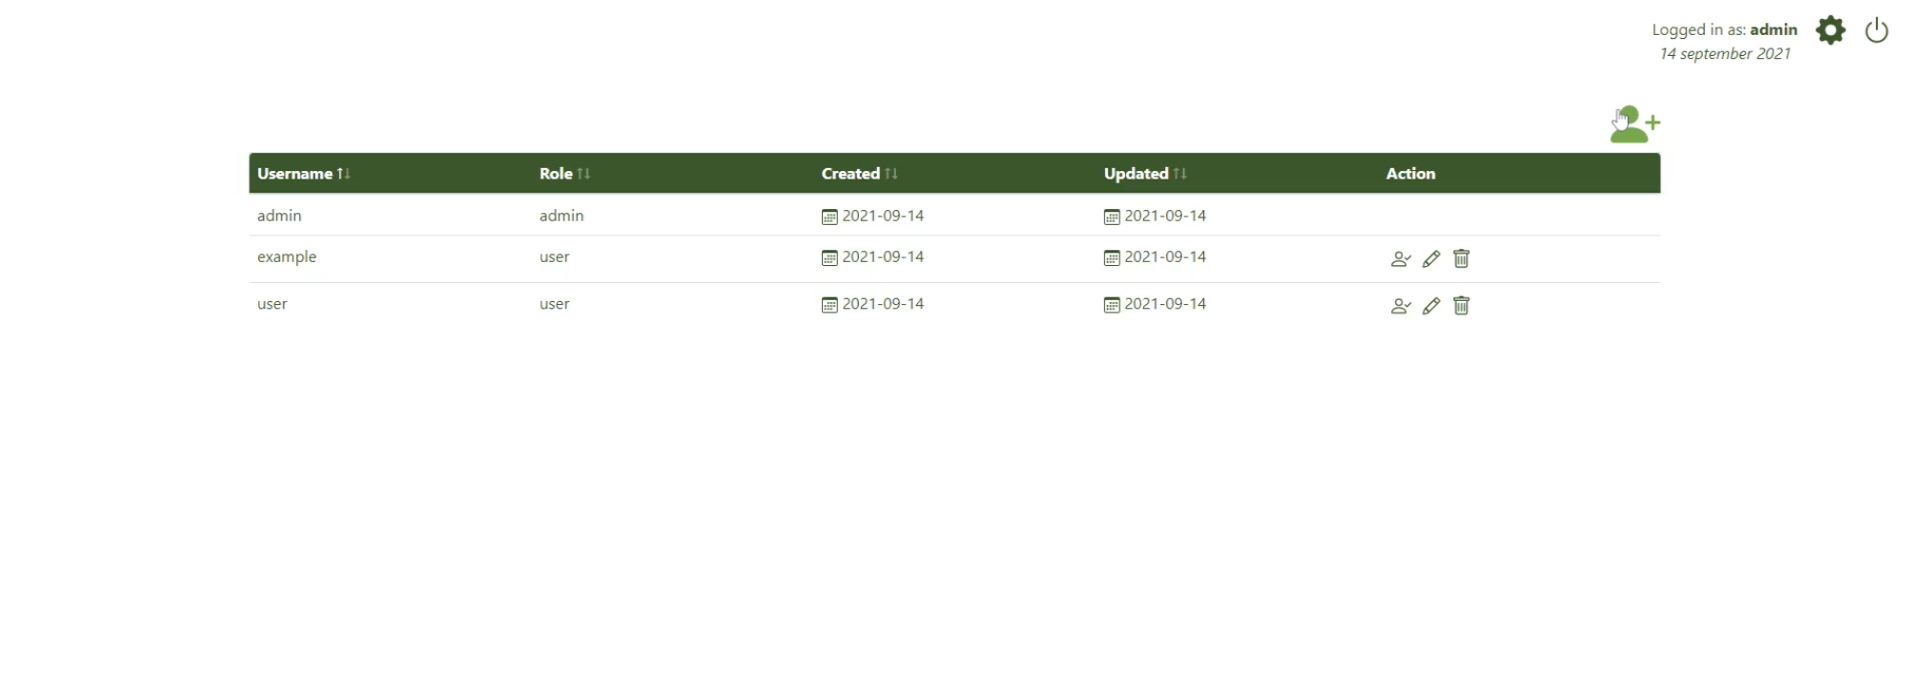 Logged in as: admin
14 september 2021
Username Role Created Updated Action
admin admin 2021-09-14 2021-09-14
example user 2021-09-14 2021-09-14
user user 2021-09-14 2021-09-14